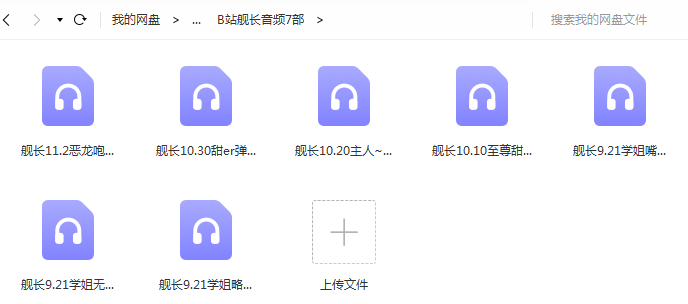 我的网盘 > ... B站舰长音频7部 > 搜索我的网盘文件
舰长11.2恶龙咆... 舰长10.30甜er弹... 舰长10.20主人~... 舰长10.10至尊甜... 舰长9.21学姐嘴...
舰长9.21学姐无... 舰长9.21学姐略... 上传文件